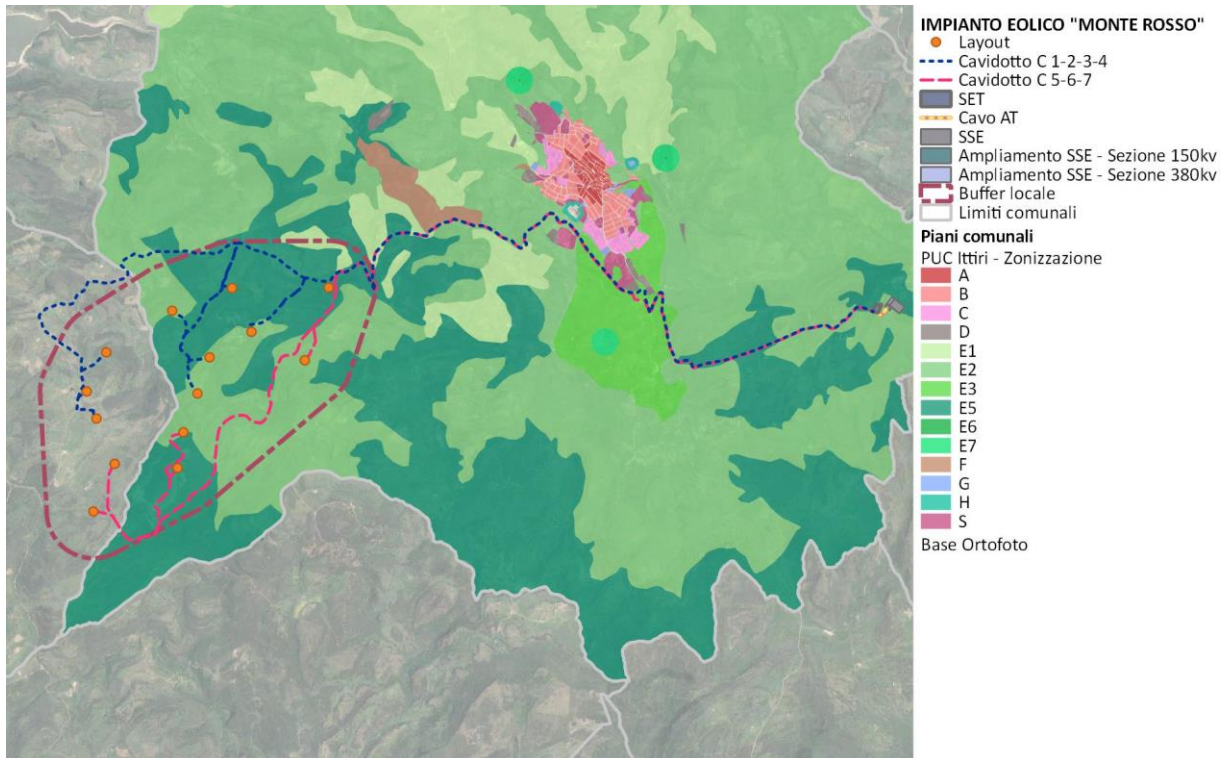 IMPIANTO EOLICO "MONTE ROSSO"
Layout
Cavidotto C 1-2-3-4
Cavidotto C 5-6-7
SET
Cavo AT
SSE
Ampliamento SSE - Sezione 150kv
Ampliamento SSE - Sezione 380kv
Buffer locale
Limiti comunali
Piani comunali
PUC Ittiri - Zonizzazione
A
B
C
D
E1
E2
E3
E5
E6
E7
F
G
H
S
Base Ortofoto